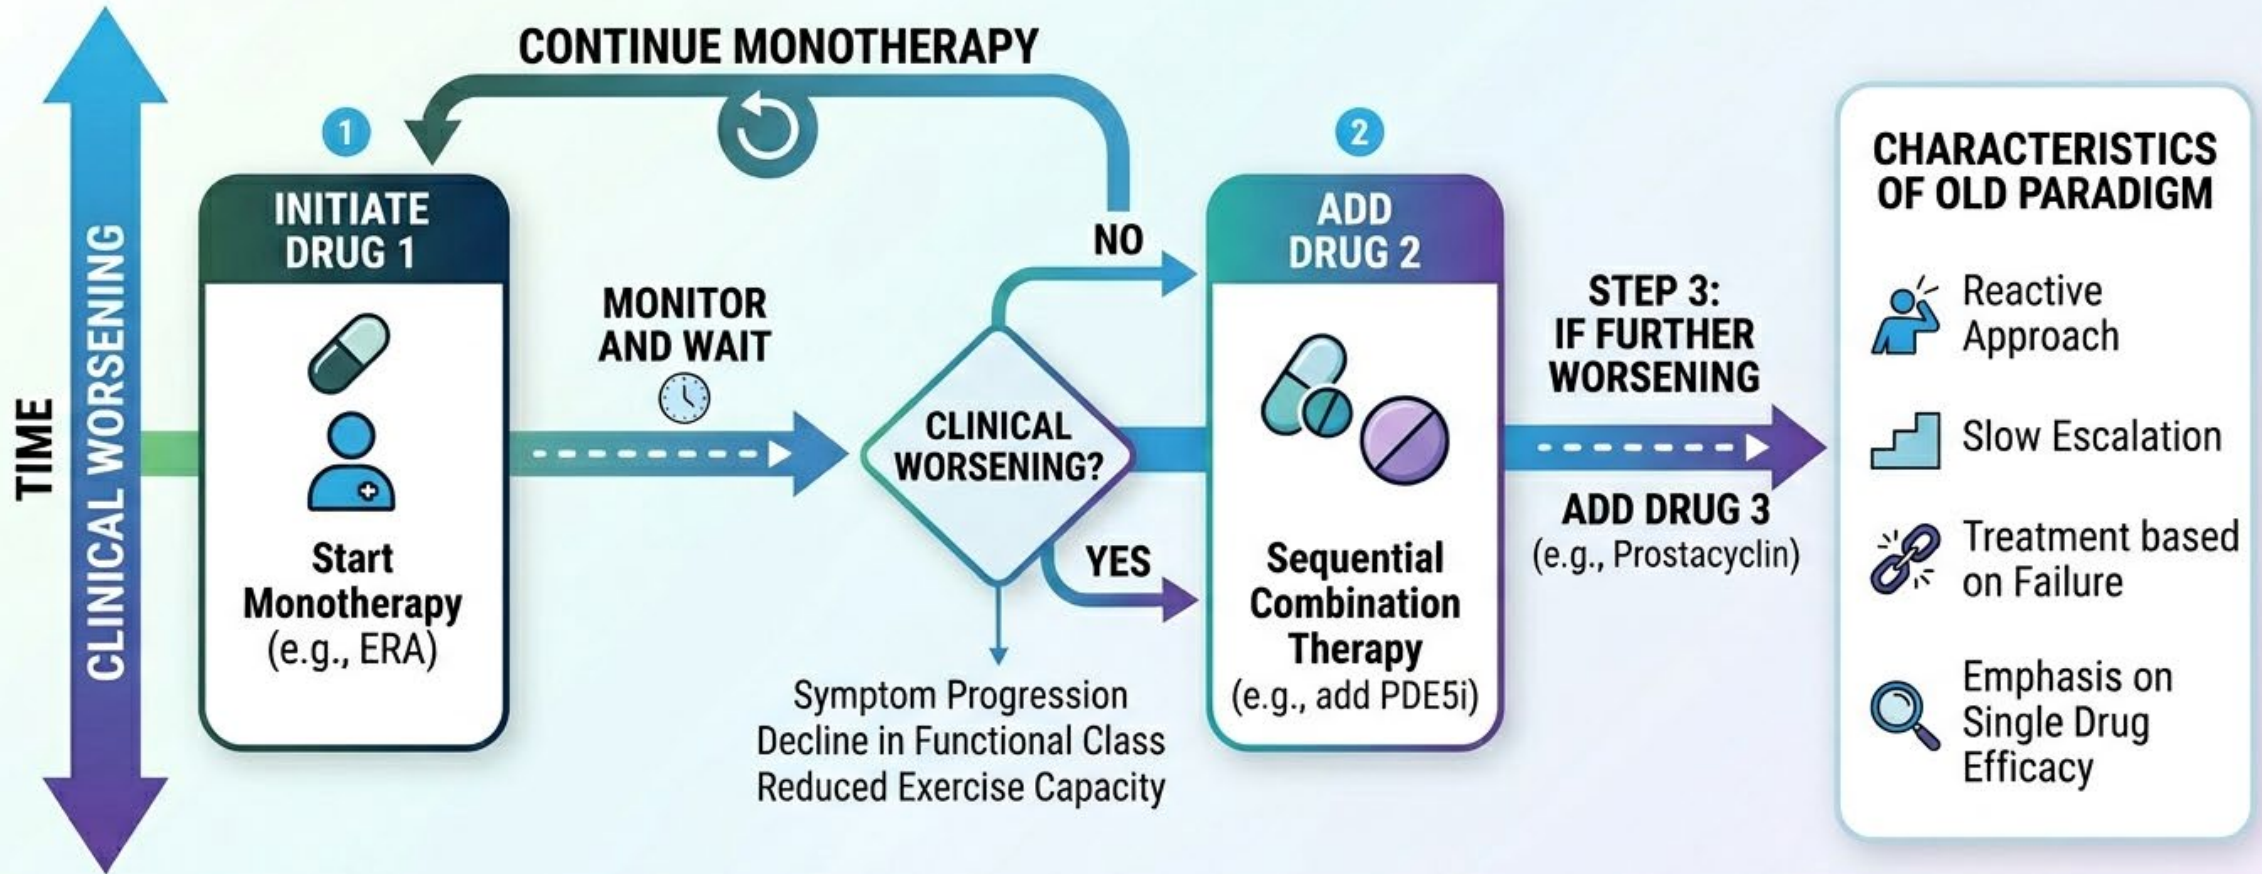 TIME
CLINICAL WORSENING
CONTINUE MONOTHERAPY
1
INITIATE
DRUG 1
Start
Monotherapy
(e.g., ERA)
MONITOR
AND WAIT
CLINICAL
WORSENING?
NO
YES
Symptom Progression
Decline in Functional Class
Reduced Exercise Capacity
2
ADD
DRUG 2
Sequential
Combination
Therapy
(e.g., add PDE5i)
STEP 3:
IF FURTHER
WORSENING
ADD DRUG 3
(e.g., Prostacyclin)
CHARACTERISTICS
OF OLD PARADIGM
Reactive
Approach
Slow Escalation
Treatment based
on Failure
Emphasis on
Single Drug
Efficacy